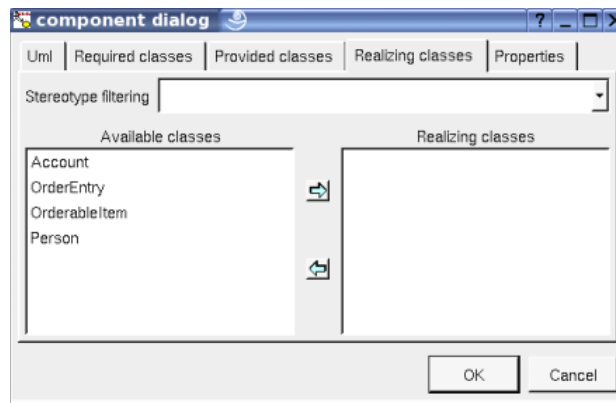 component dialog
Uml Required classes Provided classes Realizing classes Properties
Stereotype filtering
Available classes Realizing classes
Account
OrderEntry
OrderableItem
Person
OK Cancel